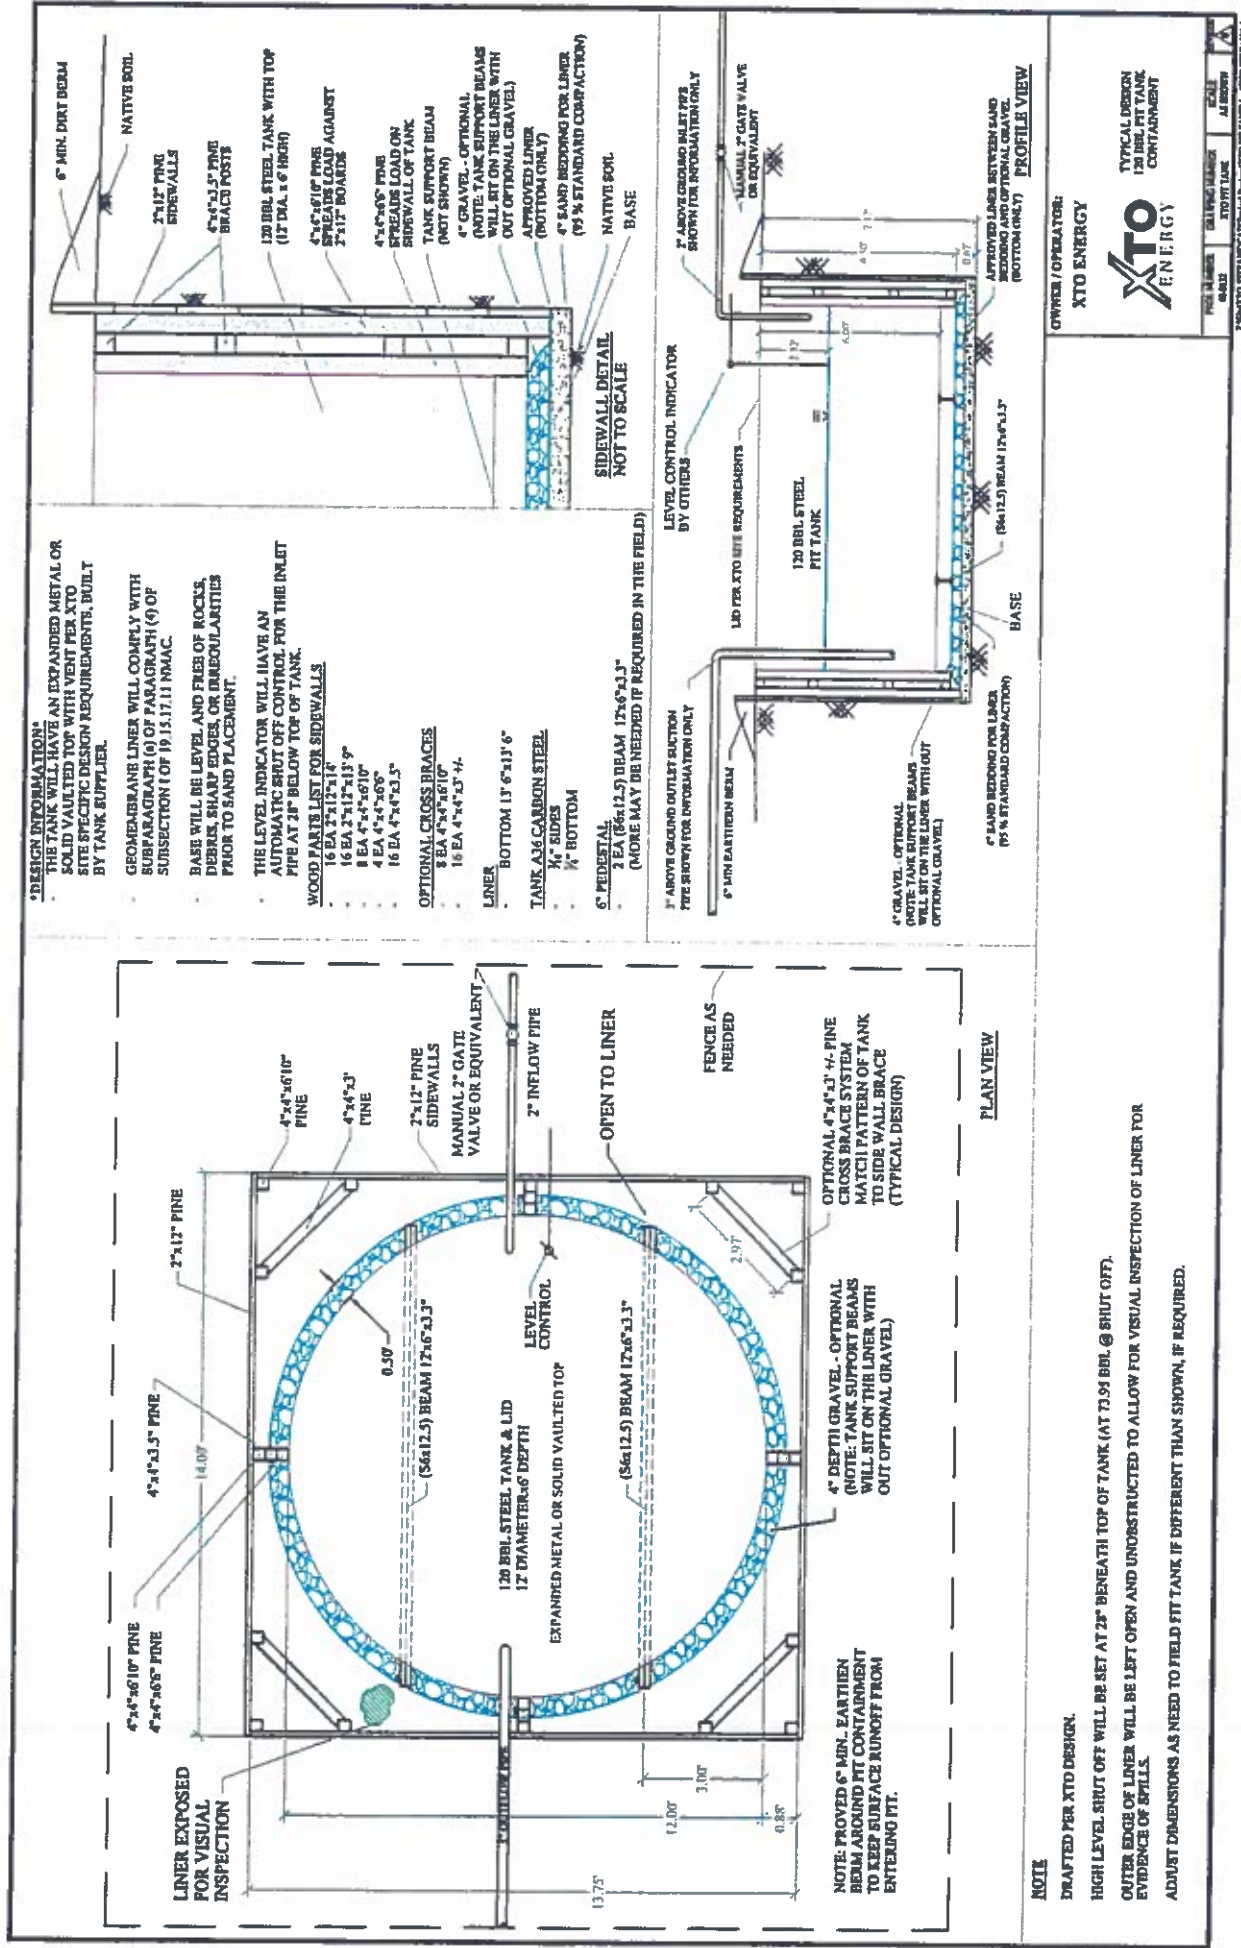 *DESIGN INFORMATION*
THE TANK WILL HAVE AN EXPANDED METAL OR
SOLID VAULTED TOP WITH VENT PER XTO
SITE SPECIFIC DESIGN REQUIREMENTS, BUILT
BY TANK SUPPLIER.
GEOMEMBRANE LINER WILL COMPLY WITH
SUBPARAGRAPH (a) OF PARAGRAPH (4) OF
SUBSECTION I OF 19.15.17.11 NMAC.
BASE WILL BE LEVEL AND FREE OF ROCKS,
DEBRIS, SHARP EDGES, OR IRREGULARITIES
PRIOR TO SAND PLACEMENT.
THE LEVEL INDICATOR WILL HAVE AN
AUTOMATIC SHUT OFF CONTROL FOR THE INLET
PIPE AT 28" BELOW TOP OF TANK.
WOOD PARTS LIST FOR SIDEWALLS
16 EA 2"x12"x14'
16 EA 2"x12"x13'-9"
8 EA 4"x4"x6'10"
4 EA 4"x4"x6'6"
16 EA 4"x4"x3.5"
OPTIONAL CROSS BRACES
8 EA 4"x4"x6'10"
16 EA 4"x4"x3' +/-
LINER
BOTTOM 13' 6"x13' 6"
TANK A36 CARBON STEEL
SIDES
BOTTOM
6" PEDESTAL
2 EA (S6x12.5) BEAM 12'x6"x3.3"
(MORE MAY BE NEEDED IF REQUIRED IN THE FIELD)
6" MIN. DIRT BERM
NATIVE SOIL
2"x12" PINE
SIDEWALLS
4"x4"x3.5" PINE
BRACE POSTS
120 BBL STEEL TANK WITH TOP
(12' DIA. x 6' HIGH)
4"x4"x6'10" PINE
SPREADS LOAD AGAINST
2"x12" BOARDS
4"x4"x6'6" PINE
SPREADS LOAD ON
SIDEWALL OF TANK
TANK SUPPORT BEAM
(NOT SHOWN)
4" GRAVEL - OPTIONAL
(NOTE: TANK SUPPORT BEAMS
WILL SIT ON THE LINER WITH
OUT OPTIONAL GRAVEL)
APPROVED LINER
(BOTTOM ONLY)
4" SAND BEDDING FOR LINER
(95 % STANDARD COMPACTION)
NATIVE SOIL
BASE
SIDEWALL DETAIL
NOT TO SCALE
4"x4"x6'10" PINE
4"x4"x6'6" PINE
4"x4"x3.5" PINE
2"x12" PINE
4"x4"x6'10"
PINE
4"x4"x3'
PINE
2"x12" PINE
SIDEWALLS
MANUAL 2" GATE
VALVE OR EQUIVALENT
2" INFLOW PIPE
OPEN TO LINER
FENCE AS
NEEDED
LINER EXPOSED
FOR VISUAL
INSPECTION
14.00'
0.50'
(S6x12.5) BEAM 12'x6"x3.3"
LEVEL
CONTROL
120 BBL STEEL TANK & LID
12' DIAMETERx6' DEPTH
EXPANDED METAL OR SOLID VAULTED TOP
(S6x12.5) BEAM 12'x6"x3.3"
OUTFLOW PIPE
2.97'
13.75'
12.00'
3.00'
0.88'
OPTIONAL 4"x4"x3' +/- PINE
CROSS BRACE SYSTEM
MATCH PATTERN OF TANK
TO SIDE WALL BRACE
(TYPICAL DESIGN)
4" DEPTH GRAVEL - OPTIONAL
(NOTE: TANK SUPPORT BEAMS
WILL SIT ON THE LINER WITH
OUT OPTIONAL GRAVEL)
NOTE: PROVED 6" MIN. EARTHEN
BERM AROUND PIT CONTAINMENT
TO KEEP SURFACE RUNOFF FROM
ENTERING PIT.
PLAN VIEW
3" ABOVE GROUND OUTLET SUCTION
PIPE SHOWN FOR INFORMATION ONLY
6" MIN EARTHERN BERM
LEVEL CONTROL INDICATOR
BY OTHERS
LID PER XTO SITE REQUIREMENTS
2" ABOVE GROUND INLET PIPE
SHOWN FOR INFORMATION ONLY
MANUAL 2" GATE VALVE
OR EQUIVALENT
120 BBL STEEL
PIT TANK
6.00'
4" GRAVEL - OPTIONAL
(NOTE: TANK SUPPORT BEAMS
WILL SIT ON THE LINER WITH OUT
OPTIONAL GRAVEL)
4" SAND BEDDING FOR LINER
(95 % STANDARD COMPACTION)
BASE
(S6x12.5) BEAM 12'x6"x3.3"
APPROVED LINER BETWEEN SAND
BEDDING AND OPTIONAL GRAVEL
(BOTTOM ONLY)
PROFILE VIEW
NOTE
DRAFTED PER XTO DESIGN.
HIGH LEVEL SHUT OFF WILL BE SET AT 28" BENEATH TOP OF TANK (AT 73.95 BBL @ SHUT OFF).
OUTER EDGE OF LINER WILL BE LEFT OPEN AND UNOBSTRUCTED TO ALLOW FOR VISUAL INSPECTION OF LINER FOR
EVIDENCE OF SPILLS.
ADJUST DIMENSIONS AS NEED TO FIELD FIT TANK IF DIFFERENT THAN SHOWN, IF REQUIRED.
OWNER / OPERATOR:
XTO ENERGY
XTO
ENERGY
TYPICAL DESIGN
120 BBL PIT TANK
CONTAINMENT
SCALE
AS SHOWN
XTO PIT TANK